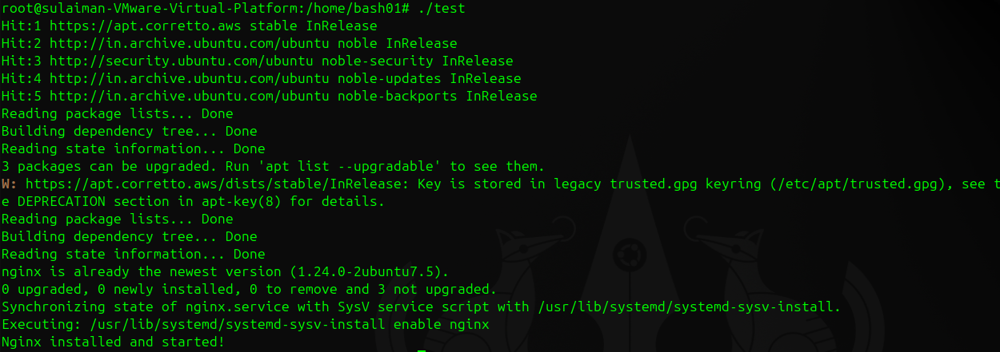 root@sulaiman-VMware-Virtual-Platform:/home/bash01# ./test
Hit:1 https://apt.corretto.aws stable InRelease
Hit:2 http://in.archive.ubuntu.com/ubuntu noble InRelease
Hit:3 http://security.ubuntu.com/ubuntu noble-security InRelease
Hit:4 http://in.archive.ubuntu.com/ubuntu noble-updates InRelease
Hit:5 http://in.archive.ubuntu.com/ubuntu noble-backports InRelease
Reading package lists... Done
Building dependency tree... Done
Reading state information... Done
3 packages can be upgraded. Run 'apt list --upgradable' to see them.
W: https://apt.corretto.aws/dists/stable/InRelease: Key is stored in legacy trusted.gpg keyring (/etc/apt/trusted.gpg), see t
e DEPRECATION section in apt-key(8) for details.
Reading package lists... Done
Building dependency tree... Done
Reading state information... Done
nginx is already the newest version (1.24.0-2ubuntu7.5).
0 upgraded, 0 newly installed, 0 to remove and 3 not upgraded.
Synchronizing state of nginx.service with SysV service script with /usr/lib/systemd/systemd-sysv-install.
Executing: /usr/lib/systemd/systemd-sysv-install enable nginx
Nginx installed and started!